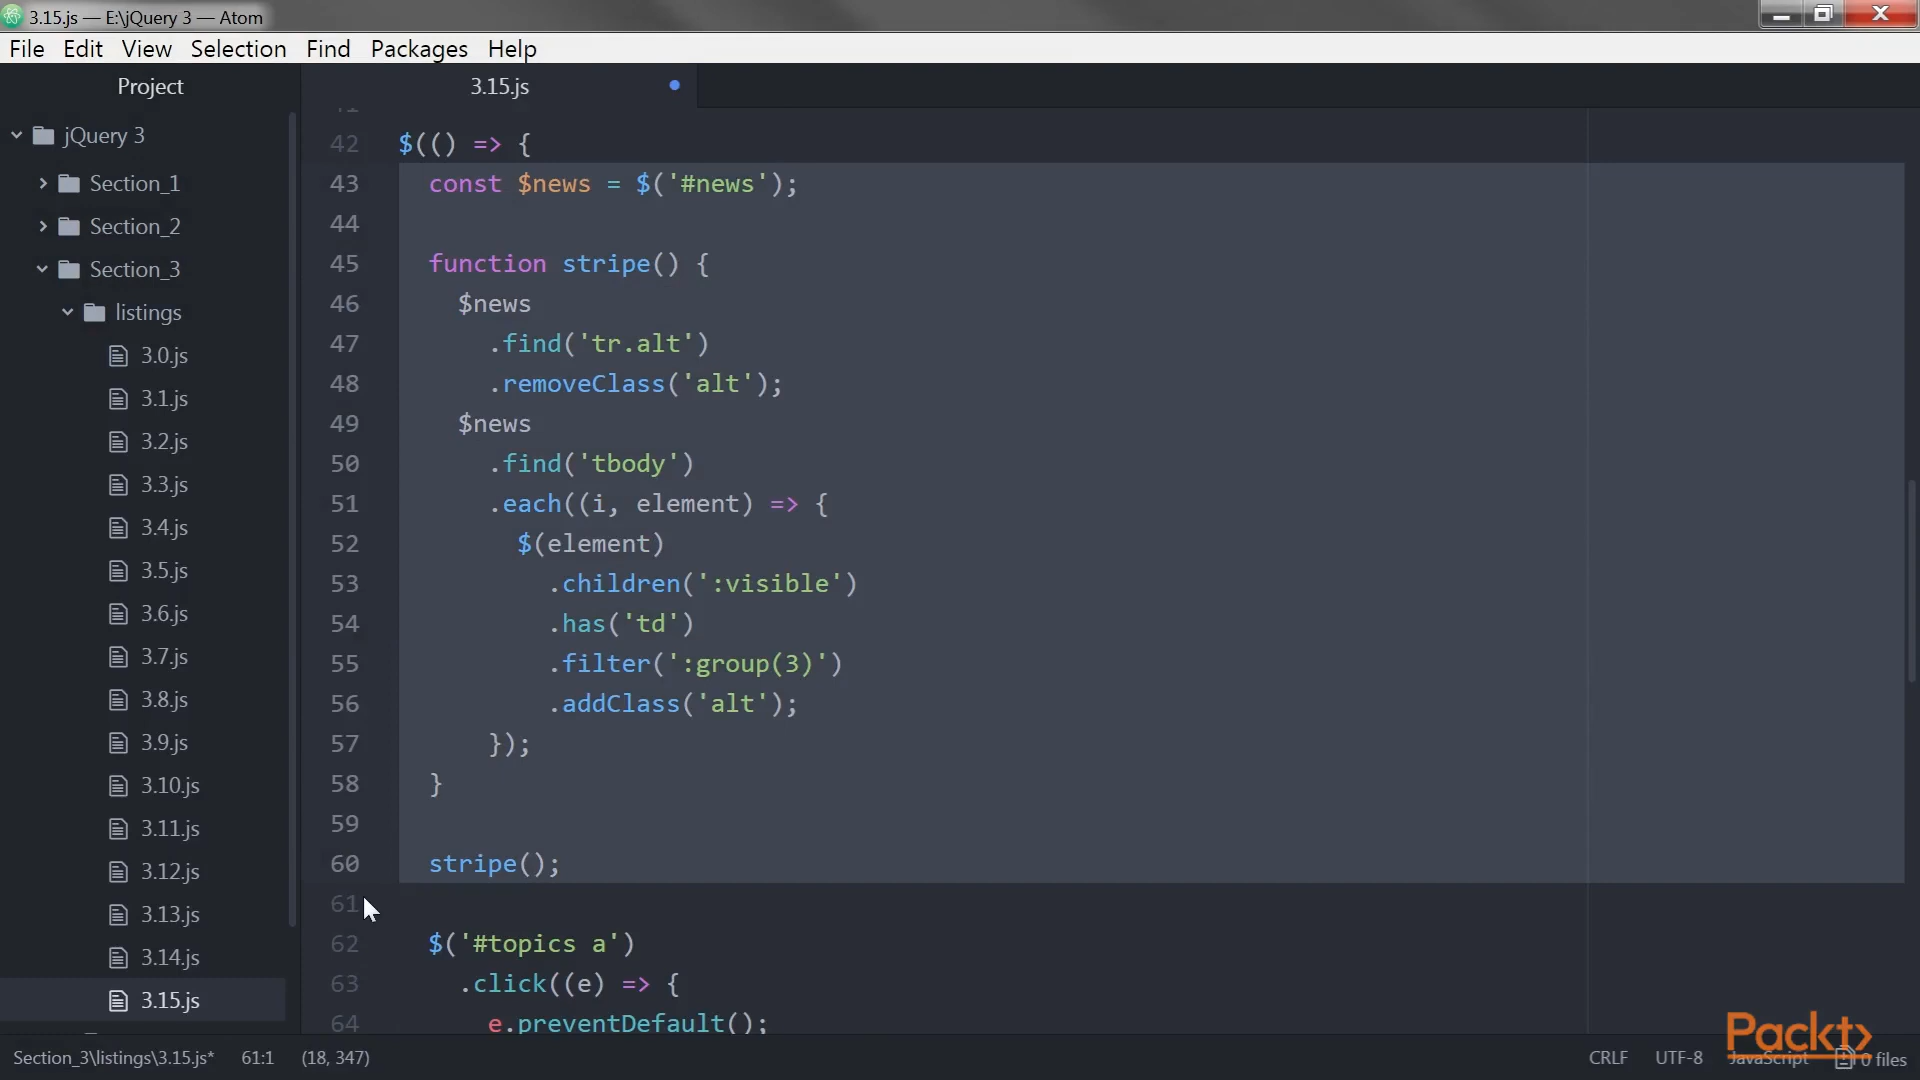 3.15.js — E:\jQuery 3 — Atom
File Edit View Selection Find Packages Help
Project
3.15.js
jQuery 3
Section_1
Section_2
Section_3
listings
3.0.js
3.1.js
3.2.js
3.3.js
3.4.js
3.5.js
3.6.js
3.7.js
3.8.js
3.9.js
3.10.js
3.11.js
3.12.js
3.13.js
3.14.js
3.15.js
41
42 $(() => {
43 const $news = $('#news');
44
45 function stripe() {
46 $news
47 .find('tr.alt')
48 .removeClass('alt');
49 $news
50 .find('tbody')
51 .each((i, element) => {
52 $(element)
53 .children(':visible')
54 .has('td')
55 .filter(':group(3)')
56 .addClass('alt');
57 });
58 }
59
60 stripe();
61
62 $('#topics a')
63 .click((e) => {
64 e.preventDefault();
Section_3\listings\3.15.js* 61:1 (18, 347) CRLF UTF-8 JavaScript 0 files
Packt>